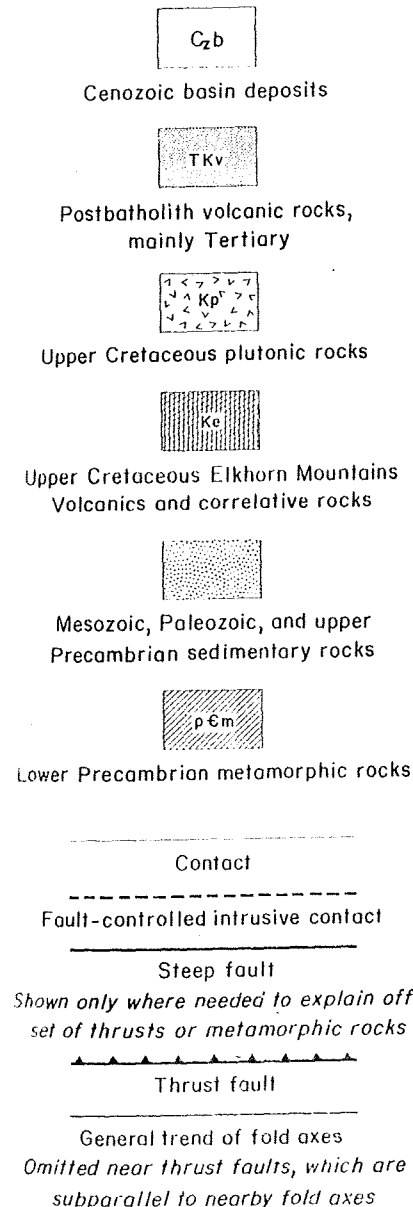 Czb
Cenozoic basin deposits
TKv
Postbatholith volcanic rocks,
mainly Tertiary
Kp
Upper Cretaceous plutonic rocks
Ke
Upper Cretaceous Elkhorn Mountains
Volcanics and correlative rocks
Mesozoic, Paleozoic, and upper
Precambrian sedimentary rocks
p€m
Lower Precambrian metamorphic rocks
Contact
Fault-controlled intrusive contact
Steep fault
Shown only where needed to explain off
set of thrusts or metamorphic rocks
Thrust fault
General trend of fold axes
Omitted near thrust faults, which are
subparallel to nearby fold axes